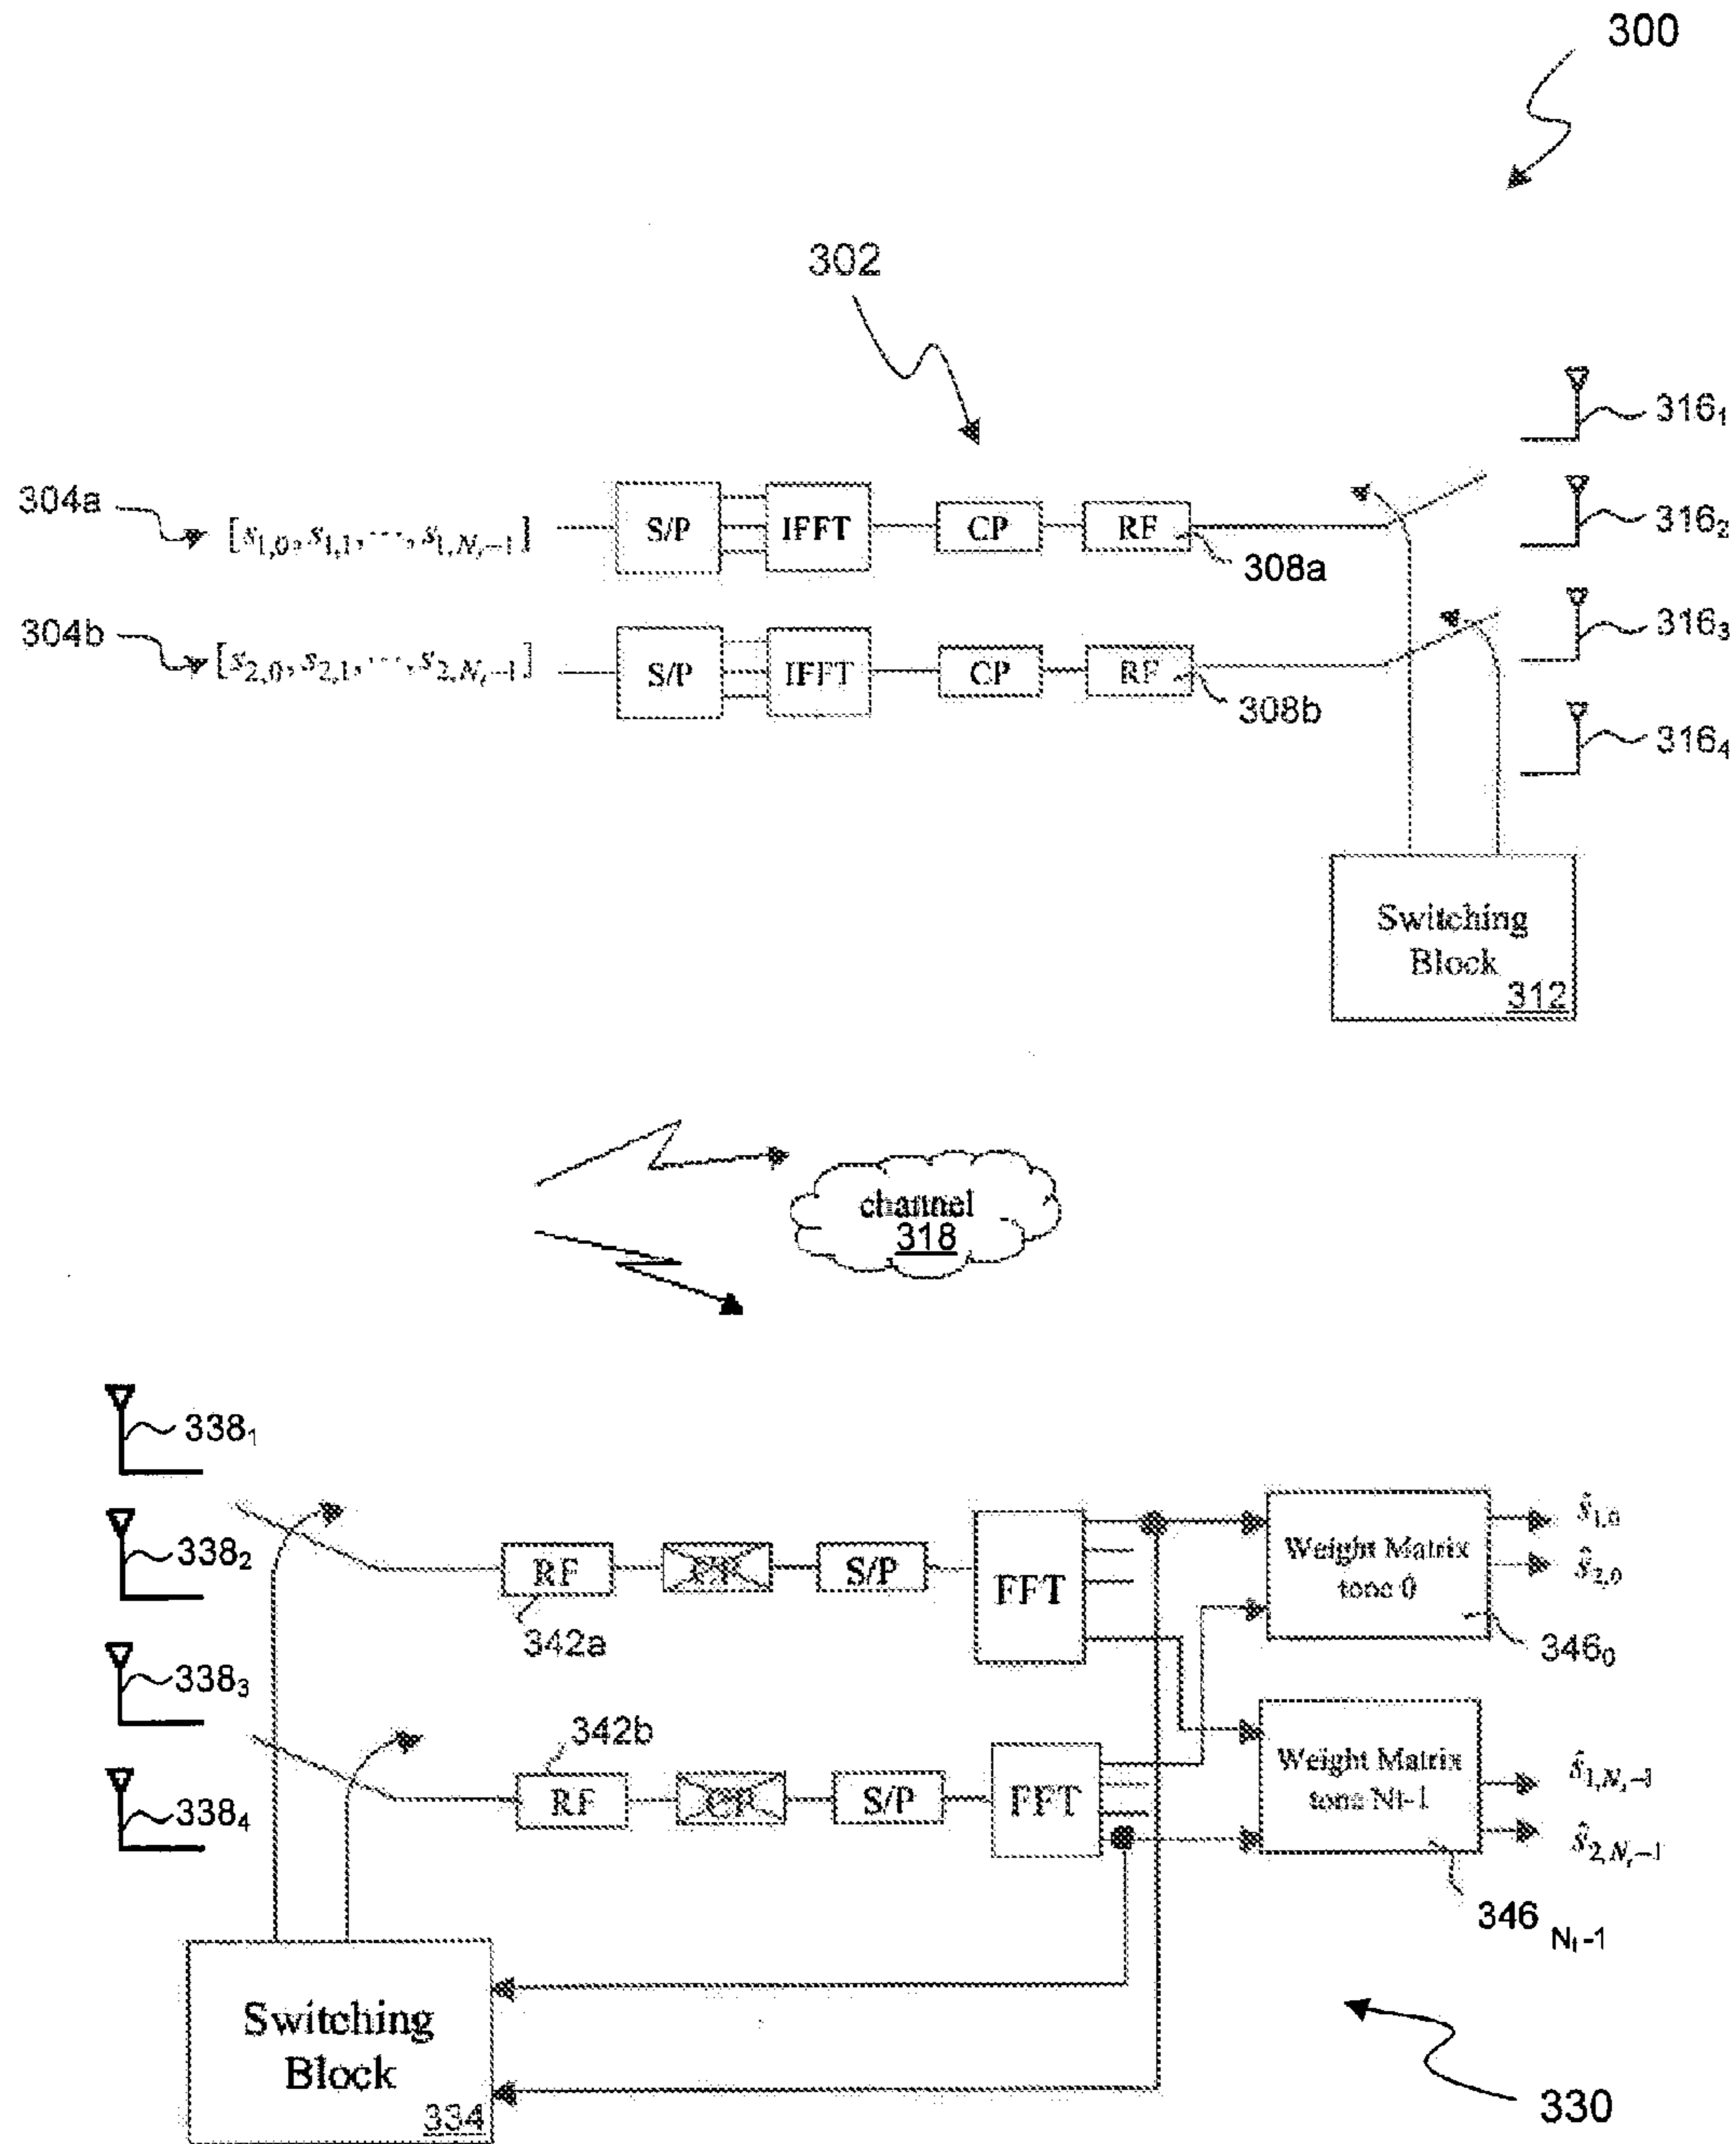 300
302
304a [s1,0, s1,1, ..., s1,Nt−1] S/P IFFT CP RF 308a
304b [s2,0, s2,1, ..., s2,Nt−1] S/P IFFT CP RF 308b
316₁
316₂
316₃
316₄
Switching
Block
312
channel
318
338₁
338₂
338₃
338₄
RF CP S/P FFT
342a
342b
RF CP S/P FFT
Weight Matrix
tone 0
ŝ1,0
ŝ2,0
346₀
Weight Matrix
tone Nt-1
ŝ1,Nt−1
ŝ2,Nt−1
346 Nt-1
Switching
Block
334
330